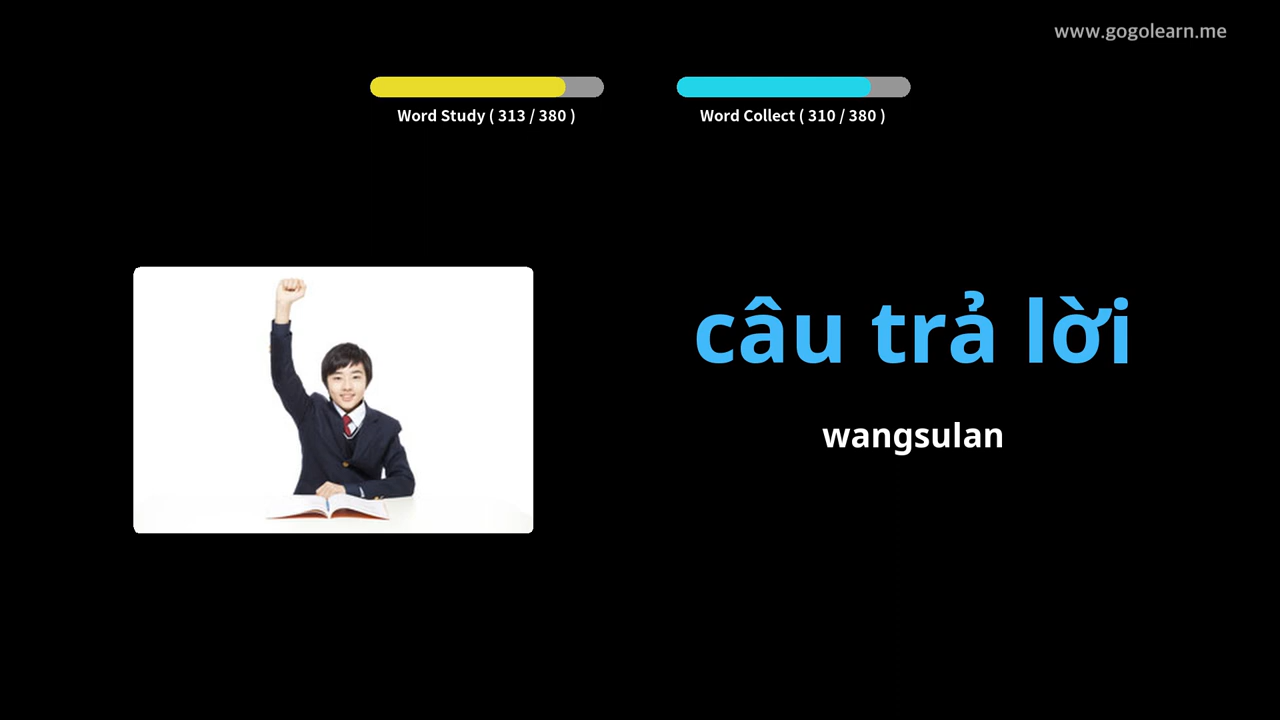 www.gogolearn.me
Word Study ( 313 / 380 )
Word Collect ( 310 / 380 )
câu trả lời
wangsulan